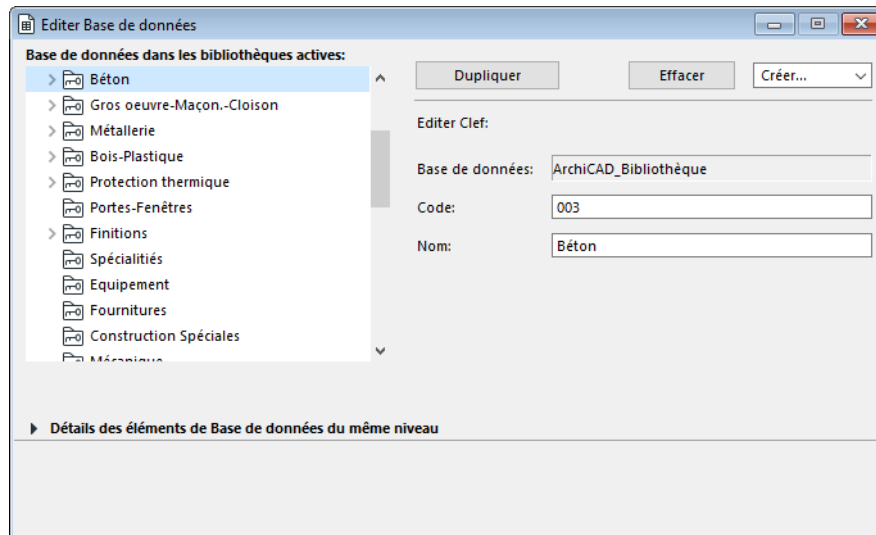 Editer Base de données
Base de données dans les bibliothèques actives:
Béton
Gros oeuvre-Maçon.-Cloison
Métallerie
Bois-Plastique
Protection thermique
Portes-Fenêtres
Finitions
Spécialitiés
Equipement
Fournitures
Construction Spéciales
Mécanique
Dupliquer Effacer Créer...
Editer Clef:
Base de données: ArchiCAD_Bibliothèque
Code: 003
Nom: Béton
Détails des éléments de Base de données du même niveau